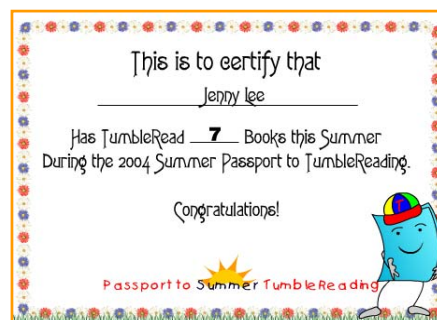 This is to certify that
Jenny Lee
Has TumbleRead 7 Books this Summer
During the 2004 Summer Passport to TumbleReading.
Congratulations!
T
Passport to Summer TumbleReading